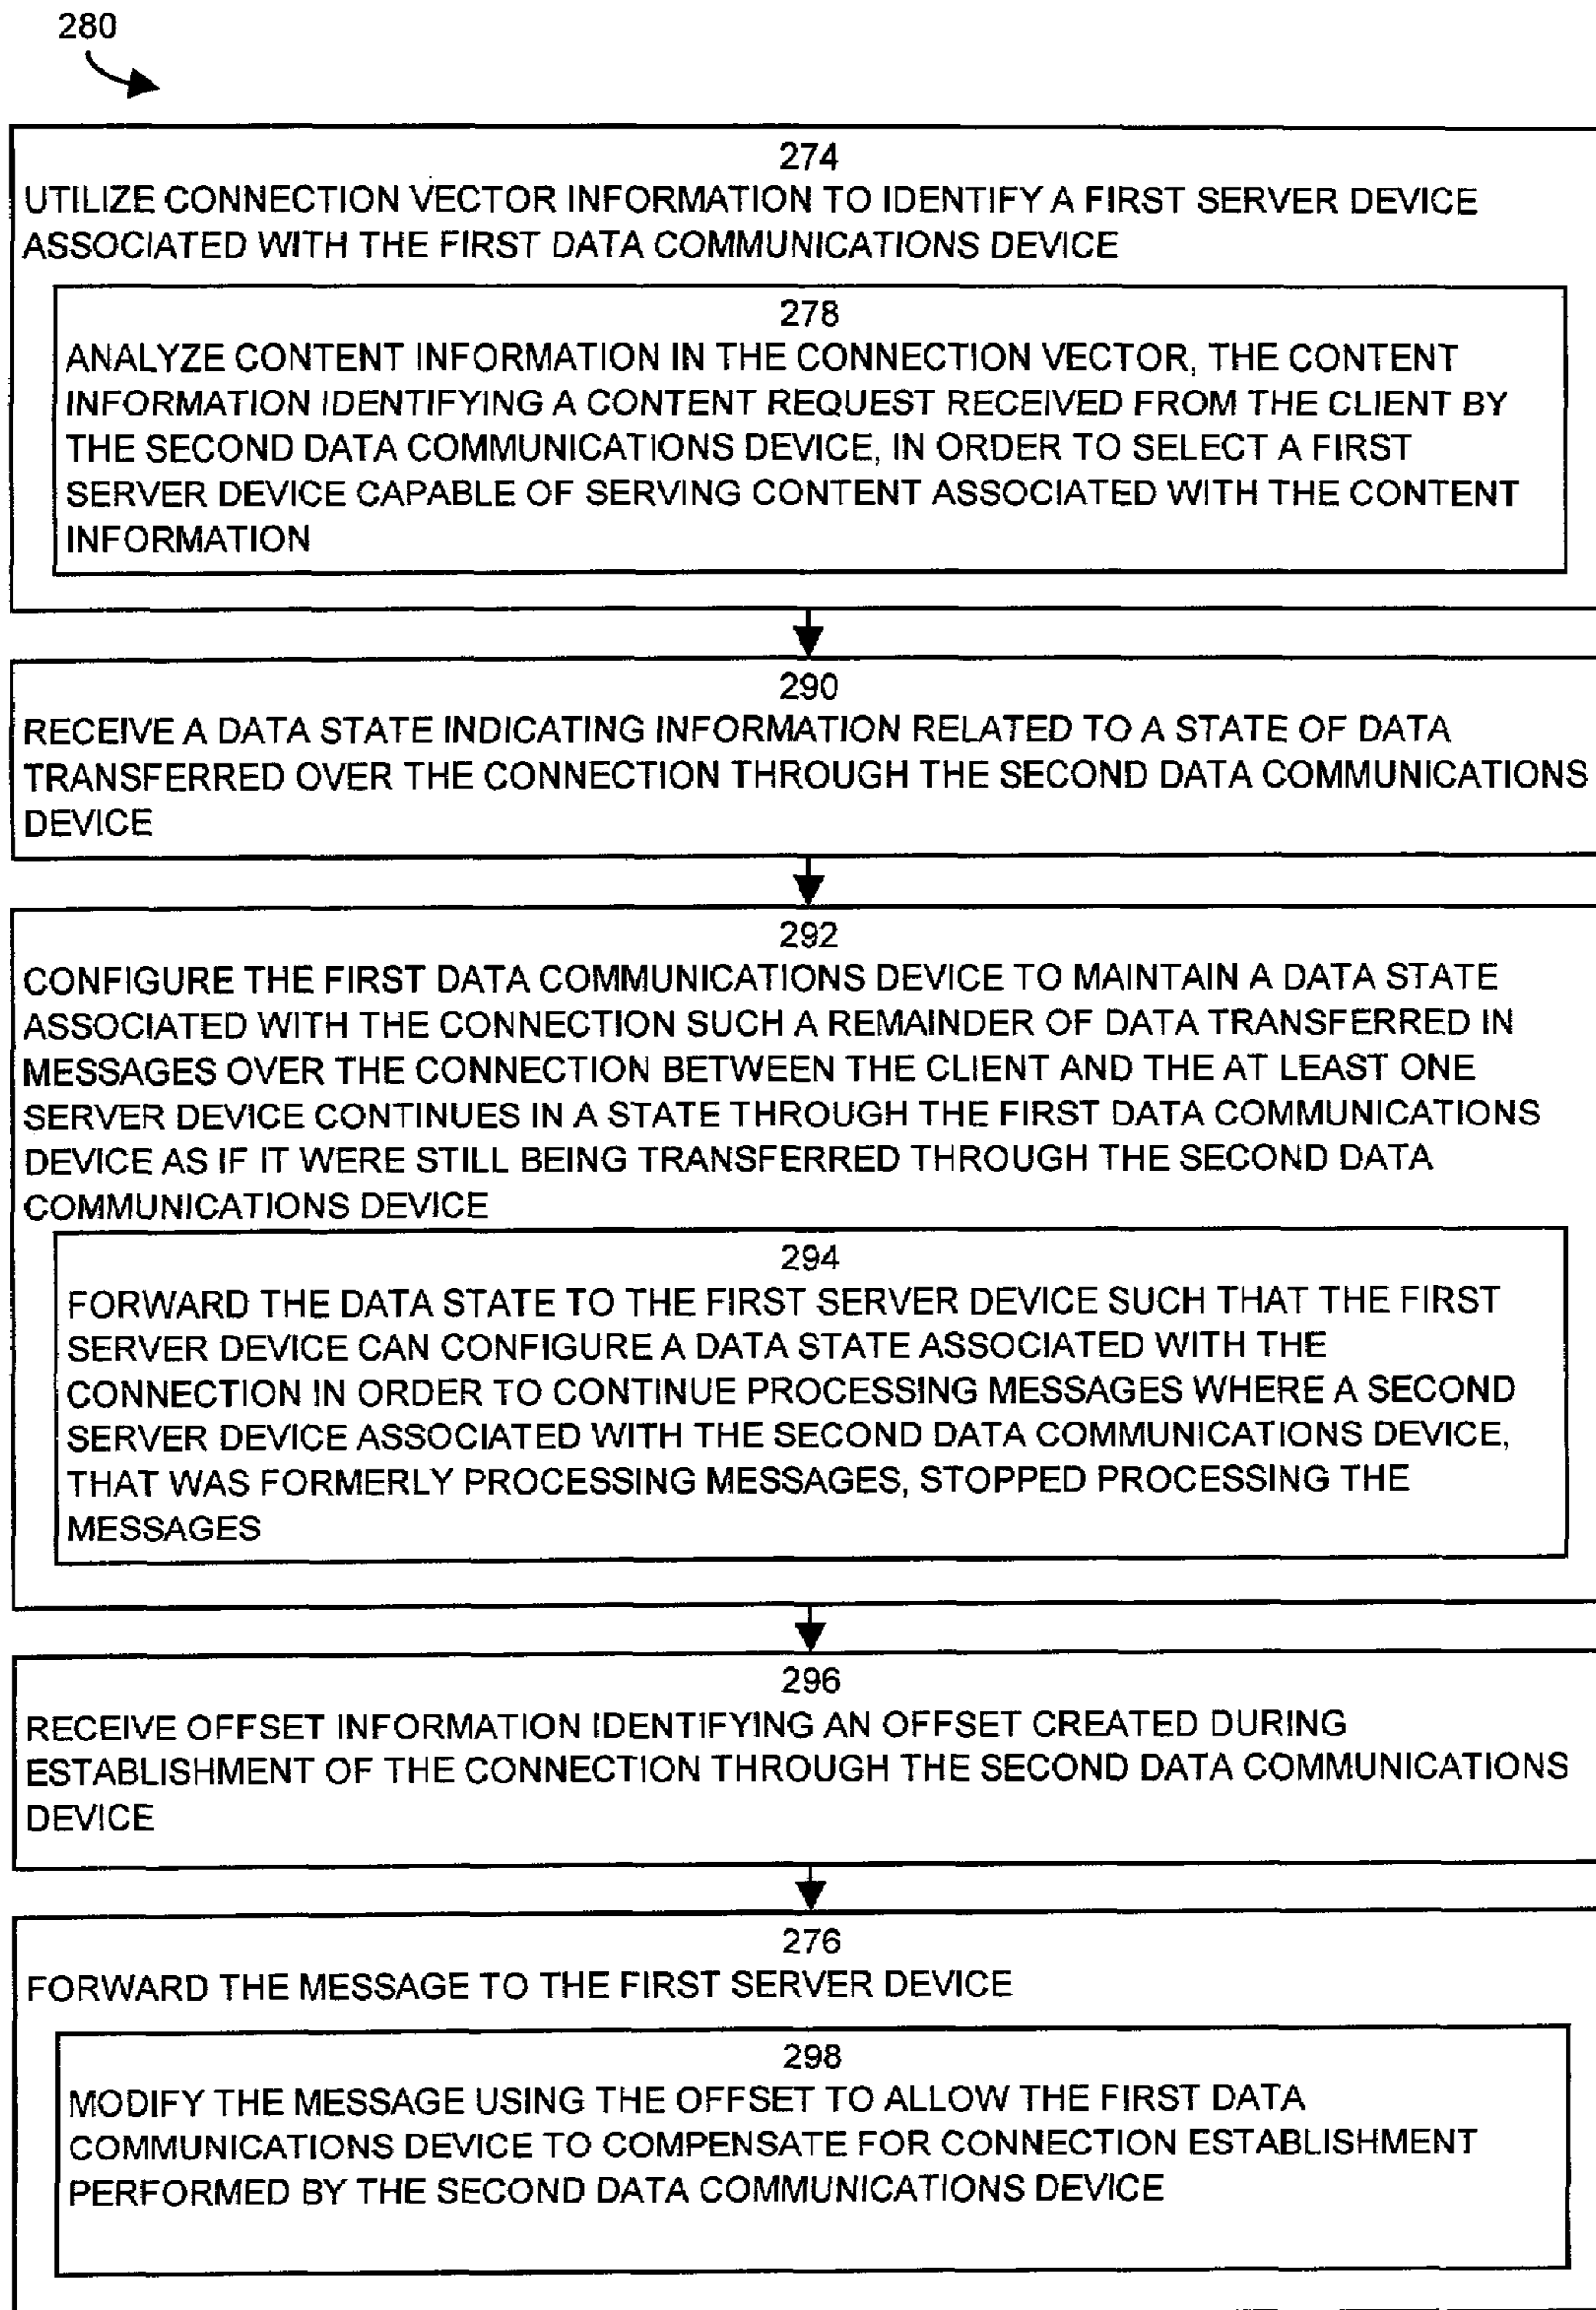 280
274
UTILIZE CONNECTION VECTOR INFORMATION TO IDENTIFY A FIRST SERVER DEVICE
ASSOCIATED WITH THE FIRST DATA COMMUNICATIONS DEVICE
278
ANALYZE CONTENT INFORMATION IN THE CONNECTION VECTOR, THE CONTENT
INFORMATION IDENTIFYING A CONTENT REQUEST RECEIVED FROM THE CLIENT BY
THE SECOND DATA COMMUNICATIONS DEVICE, IN ORDER TO SELECT A FIRST
SERVER DEVICE CAPABLE OF SERVING CONTENT ASSOCIATED WITH THE CONTENT
INFORMATION
290
RECEIVE A DATA STATE INDICATING INFORMATION RELATED TO A STATE OF DATA
TRANSFERRED OVER THE CONNECTION THROUGH THE SECOND DATA COMMUNICATIONS
DEVICE
292
CONFIGURE THE FIRST DATA COMMUNICATIONS DEVICE TO MAINTAIN A DATA STATE
ASSOCIATED WITH THE CONNECTION SUCH A REMAINDER OF DATA TRANSFERRED IN
MESSAGES OVER THE CONNECTION BETWEEN THE CLIENT AND THE AT LEAST ONE
SERVER DEVICE CONTINUES IN A STATE THROUGH THE FIRST DATA COMMUNICATIONS
DEVICE AS IF IT WERE STILL BEING TRANSFERRED THROUGH THE SECOND DATA
COMMUNICATIONS DEVICE
294
FORWARD THE DATA STATE TO THE FIRST SERVER DEVICE SUCH THAT THE FIRST
SERVER DEVICE CAN CONFIGURE A DATA STATE ASSOCIATED WITH THE
CONNECTION IN ORDER TO CONTINUE PROCESSING MESSAGES WHERE A SECOND
SERVER DEVICE ASSOCIATED WITH THE SECOND DATA COMMUNICATIONS DEVICE,
THAT WAS FORMERLY PROCESSING MESSAGES, STOPPED PROCESSING THE
MESSAGES
296
RECEIVE OFFSET INFORMATION IDENTIFYING AN OFFSET CREATED DURING
ESTABLISHMENT OF THE CONNECTION THROUGH THE SECOND DATA COMMUNICATIONS
DEVICE
276
FORWARD THE MESSAGE TO THE FIRST SERVER DEVICE
298
MODIFY THE MESSAGE USING THE OFFSET TO ALLOW THE FIRST DATA
COMMUNICATIONS DEVICE TO COMPENSATE FOR CONNECTION ESTABLISHMENT
PERFORMED BY THE SECOND DATA COMMUNICATIONS DEVICE